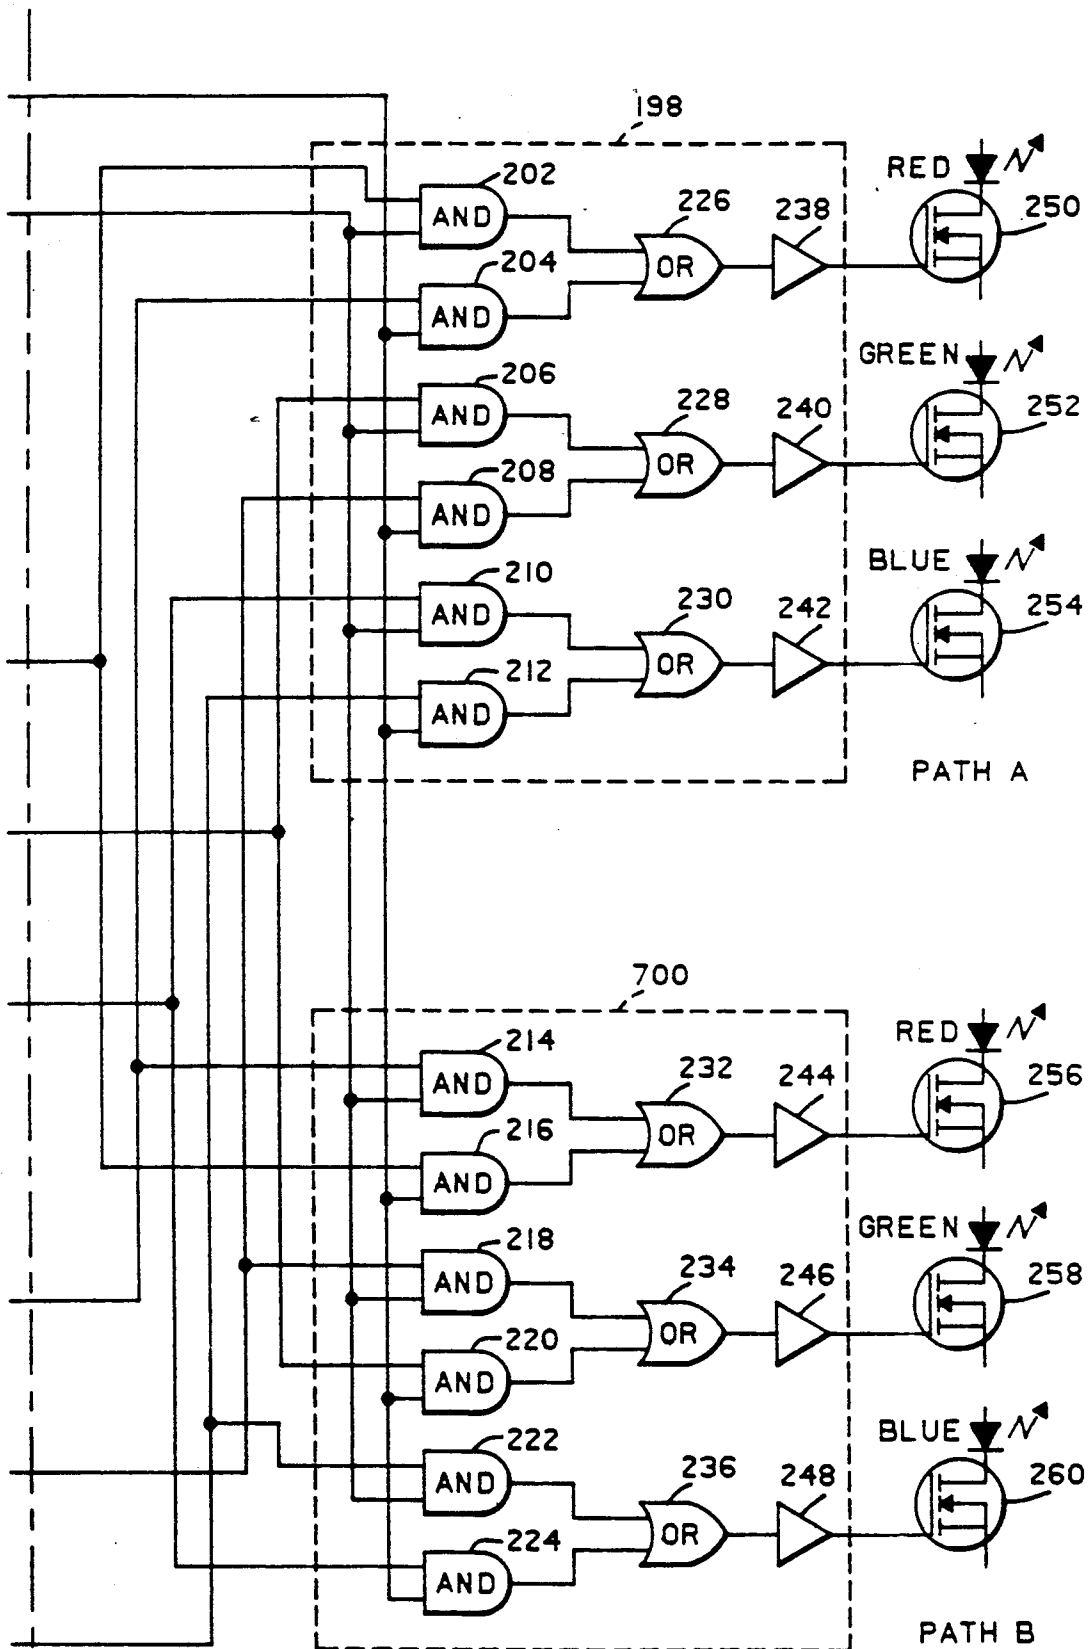 198
RED
202
AND
226
238
250
OR
204
AND
GREEN
206
AND
228
240
252
OR
208
AND
BLUE
210
AND
230
242
254
OR
212
AND
PATH A
700
RED
214
AND
232
244
256
OR
216
AND
GREEN
218
AND
234
246
258
OR
220
AND
BLUE
222
AND
236
248
260
OR
224
AND
PATH B